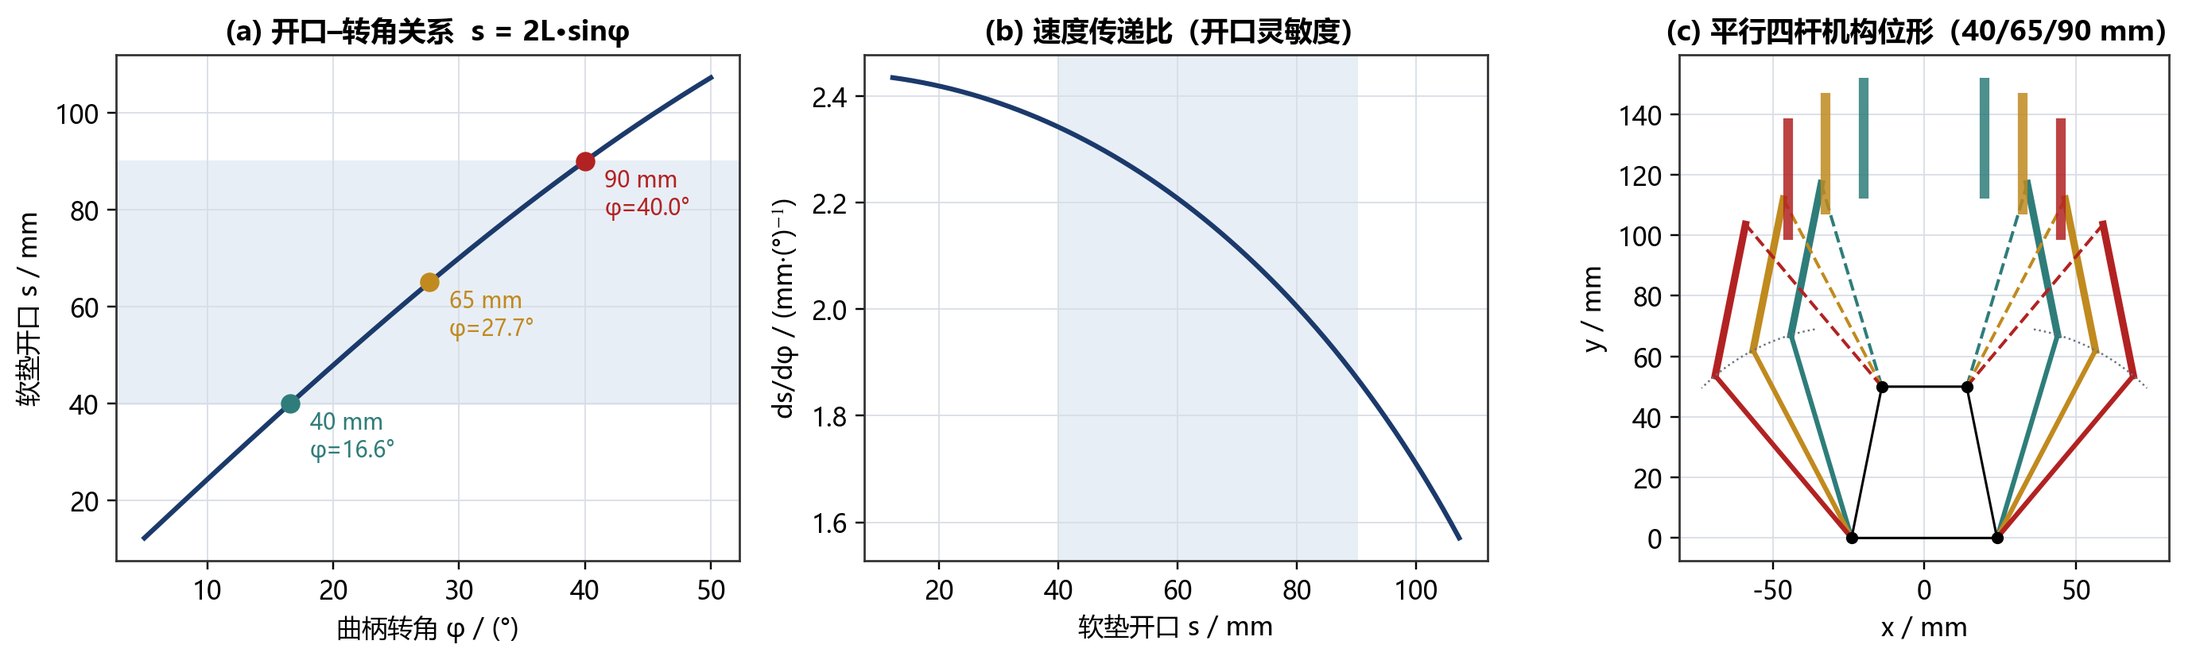 (a) 开口–转角关系  s = 2L·sinφ
软垫开口 s / mm
100
80
60
40
20
90 mm
φ=40.0°
65 mm
φ=27.7°
40 mm
φ=16.6°
10 20 30 40 50
曲柄转角 φ / (°)
(b) 速度传递比（开口灵敏度）
ds/dφ / (mm·(°)⁻¹)
2.4
2.2
2.0
1.8
1.6
20 40 60 80 100
软垫开口 s / mm
(c) 平行四杆机构位形（40/65/90 mm）
y / mm
140
120
100
80
60
40
20
0
-50 0 50
x / mm